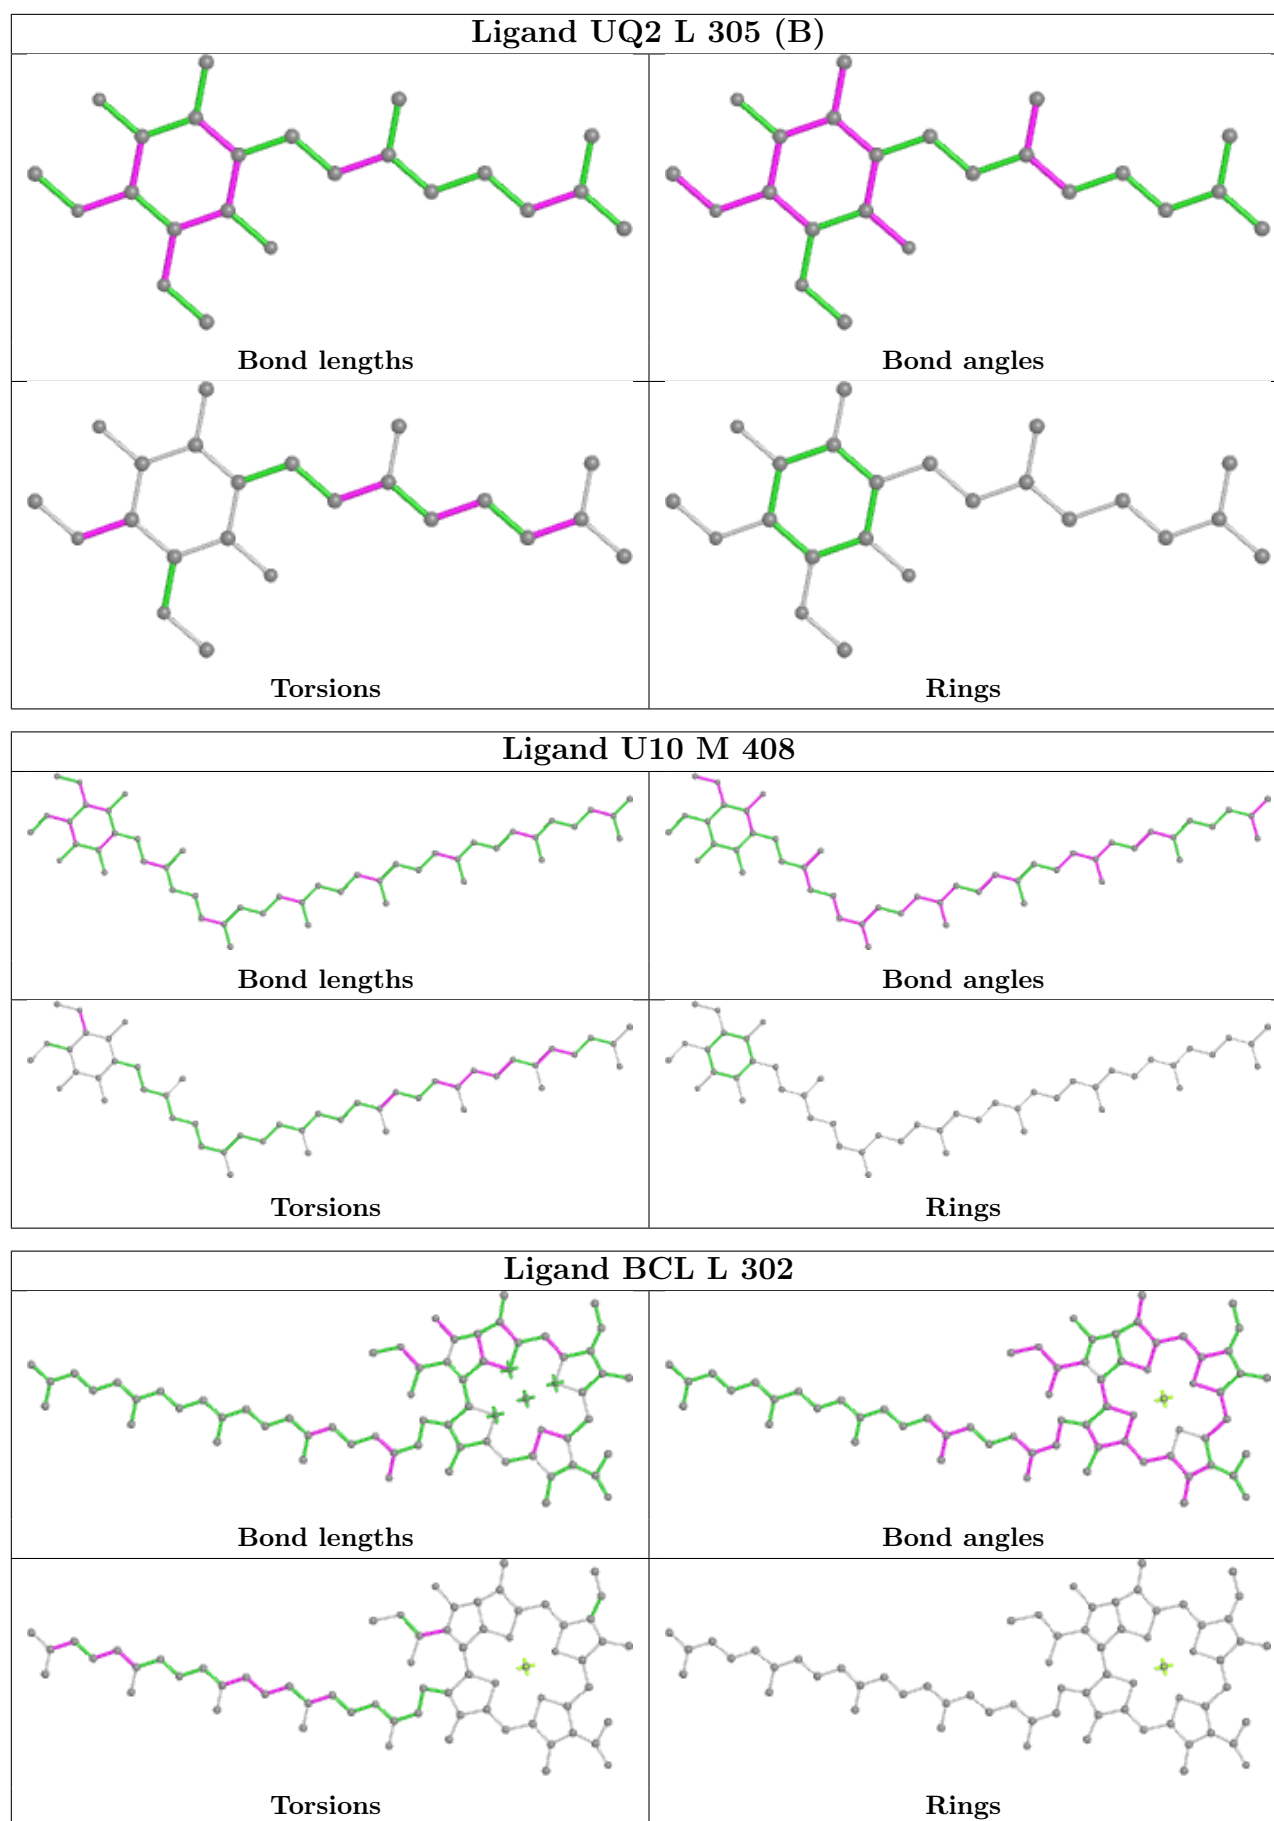 Ligand UQ2 L 305 (B)
Bond lengths
Bond angles
Torsions
Rings
Ligand U10 M 408
Bond lengths
Bond angles
Torsions
Rings
Ligand BCL L 302
Bond lengths
Bond angles
Torsions
Rings